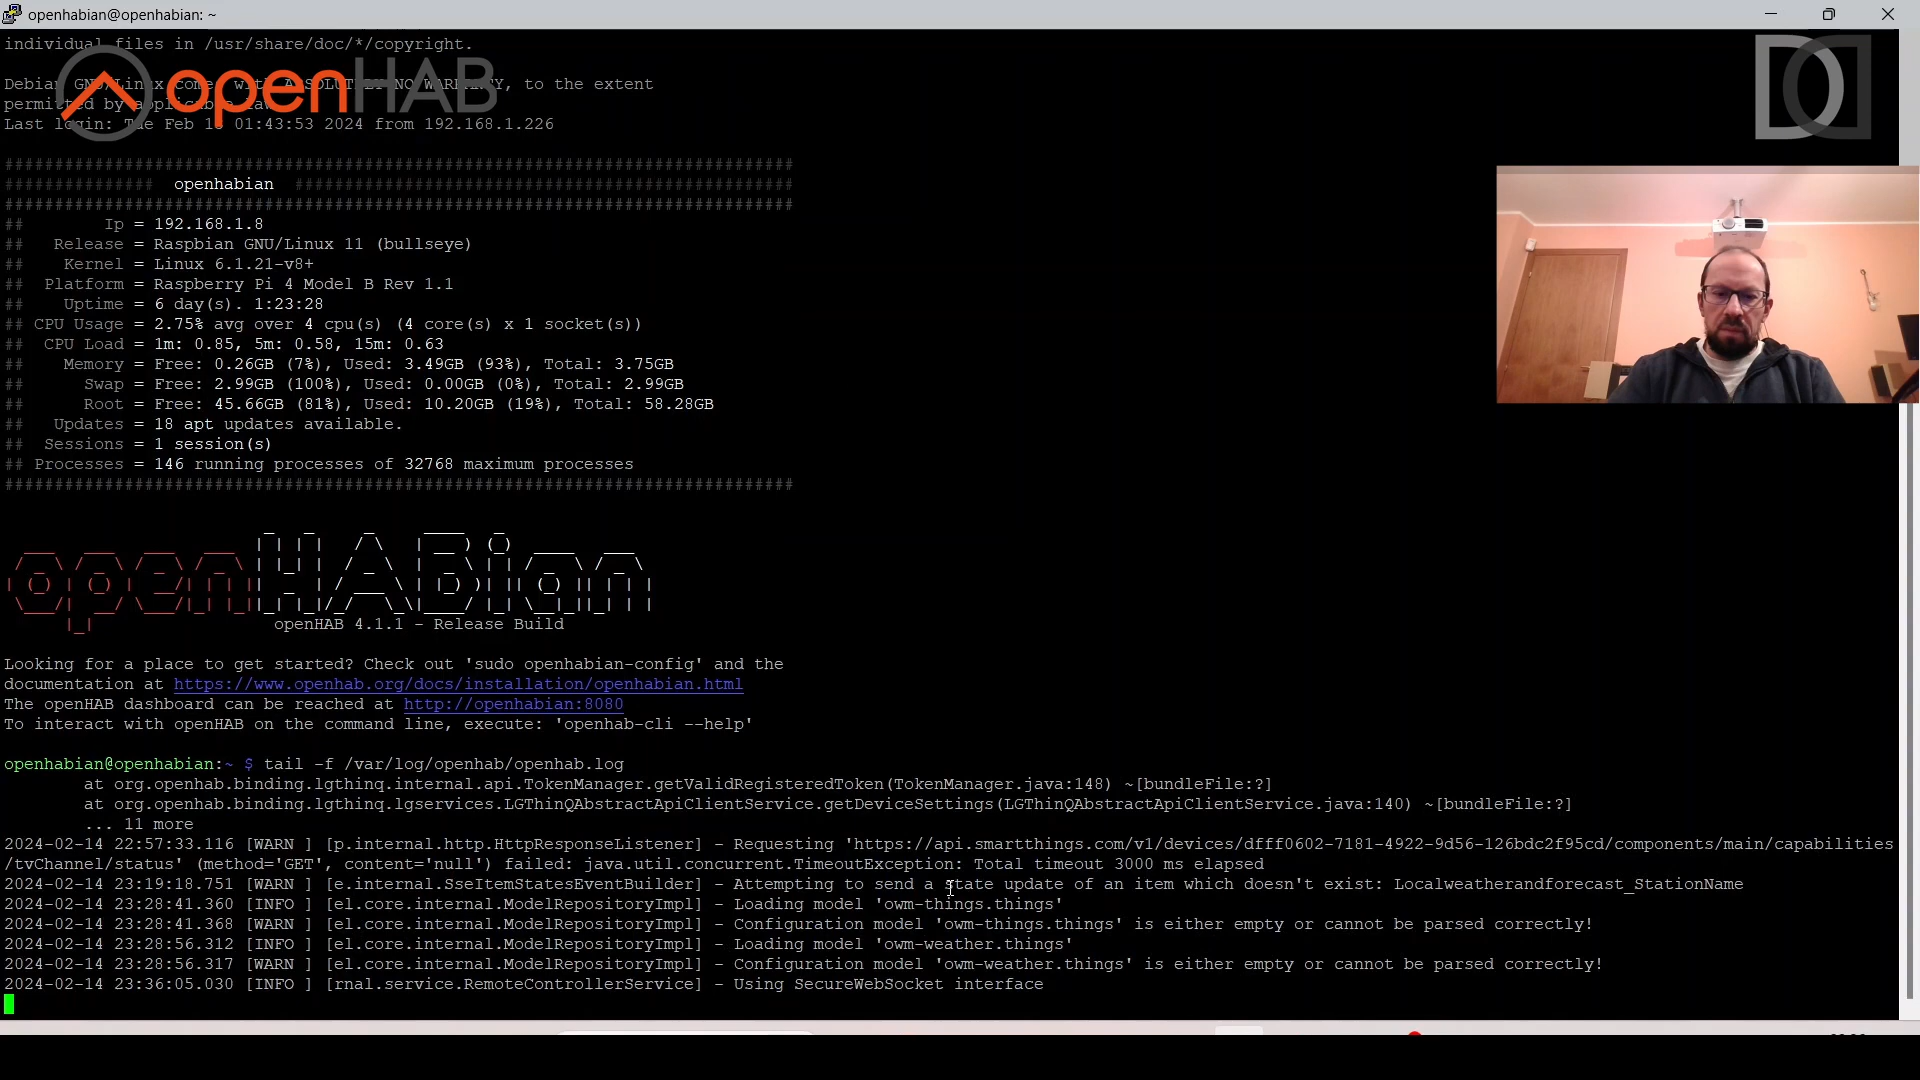 openhabian@openhabian: ~
individual files in /usr/share/doc/*/copyright.
openHAB
Debian GNU/Linux comes with ABSOLUTELY NO WARRANTY, to the extent
permitted by applicable law.
Last login: Tue Feb 13 01:43:53 2024 from 192.168.1.226
###############################################################################
############### openhabian ##################################################
###############################################################################
## Ip = 192.168.1.8
## Release = Raspbian GNU/Linux 11 (bullseye)
## Kernel = Linux 6.1.21-v8+
## Platform = Raspberry Pi 4 Model B Rev 1.1
## Uptime = 6 day(s). 1:23:28
## CPU Usage = 2.75% avg over 4 cpu(s) (4 core(s) x 1 socket(s))
## CPU Load = 1m: 0.85, 5m: 0.58, 15m: 0.63
## Memory = Free: 0.26GB (7%), Used: 3.49GB (93%), Total: 3.75GB
## Swap = Free: 2.99GB (100%), Used: 0.00GB (0%), Total: 2.99GB
## Root = Free: 45.66GB (81%), Used: 10.20GB (19%), Total: 58.28GB
## Updates = 18 apt updates available.
## Sessions = 1 session(s)
## Processes = 146 running processes of 32768 maximum processes
###############################################################################
openHABian
openHAB 4.1.1 - Release Build
Looking for a place to get started? Check out 'sudo openhabian-config' and the
documentation at https://www.openhab.org/docs/installation/openhabian.html
The openHAB dashboard can be reached at http://openhabian:8080
To interact with openHAB on the command line, execute: 'openhab-cli --help'
openhabian@openhabian:~ $ tail -f /var/log/openhab/openhab.log
at org.openhab.binding.lgthinq.internal.api.TokenManager.getValidRegisteredToken(TokenManager.java:148) ~[bundleFile:?]
at org.openhab.binding.lgthinq.lgservices.LGThinQAbstractApiClientService.getDeviceSettings(LGThinQAbstractApiClientService.java:140) ~[bundleFile:?]
... 11 more
2024-02-14 22:57:33.116 [WARN ] [p.internal.http.HttpResponseListener] - Requesting 'https://api.smartthings.com/v1/devices/dfff0602-7181-4922-9d56-126bdc2f95cd/components/main/capabilities
/tvChannel/status' (method='GET', content='null') failed: java.util.concurrent.TimeoutException: Total timeout 3000 ms elapsed
2024-02-14 23:19:18.751 [WARN ] [e.internal.SseItemStatesEventBuilder] - Attempting to send a state update of an item which doesn't exist: Localweatherandforecast_StationName
2024-02-14 23:28:41.360 [INFO ] [el.core.internal.ModelRepositoryImpl] - Loading model 'owm-things.things'
2024-02-14 23:28:41.368 [WARN ] [el.core.internal.ModelRepositoryImpl] - Configuration model 'owm-things.things' is either empty or cannot be parsed correctly!
2024-02-14 23:28:56.312 [INFO ] [el.core.internal.ModelRepositoryImpl] - Loading model 'owm-weather.things'
2024-02-14 23:28:56.317 [WARN ] [el.core.internal.ModelRepositoryImpl] - Configuration model 'owm-weather.things' is either empty or cannot be parsed correctly!
2024-02-14 23:36:05.030 [INFO ] [rnal.service.RemoteControllerService] - Using SecureWebSocket interface